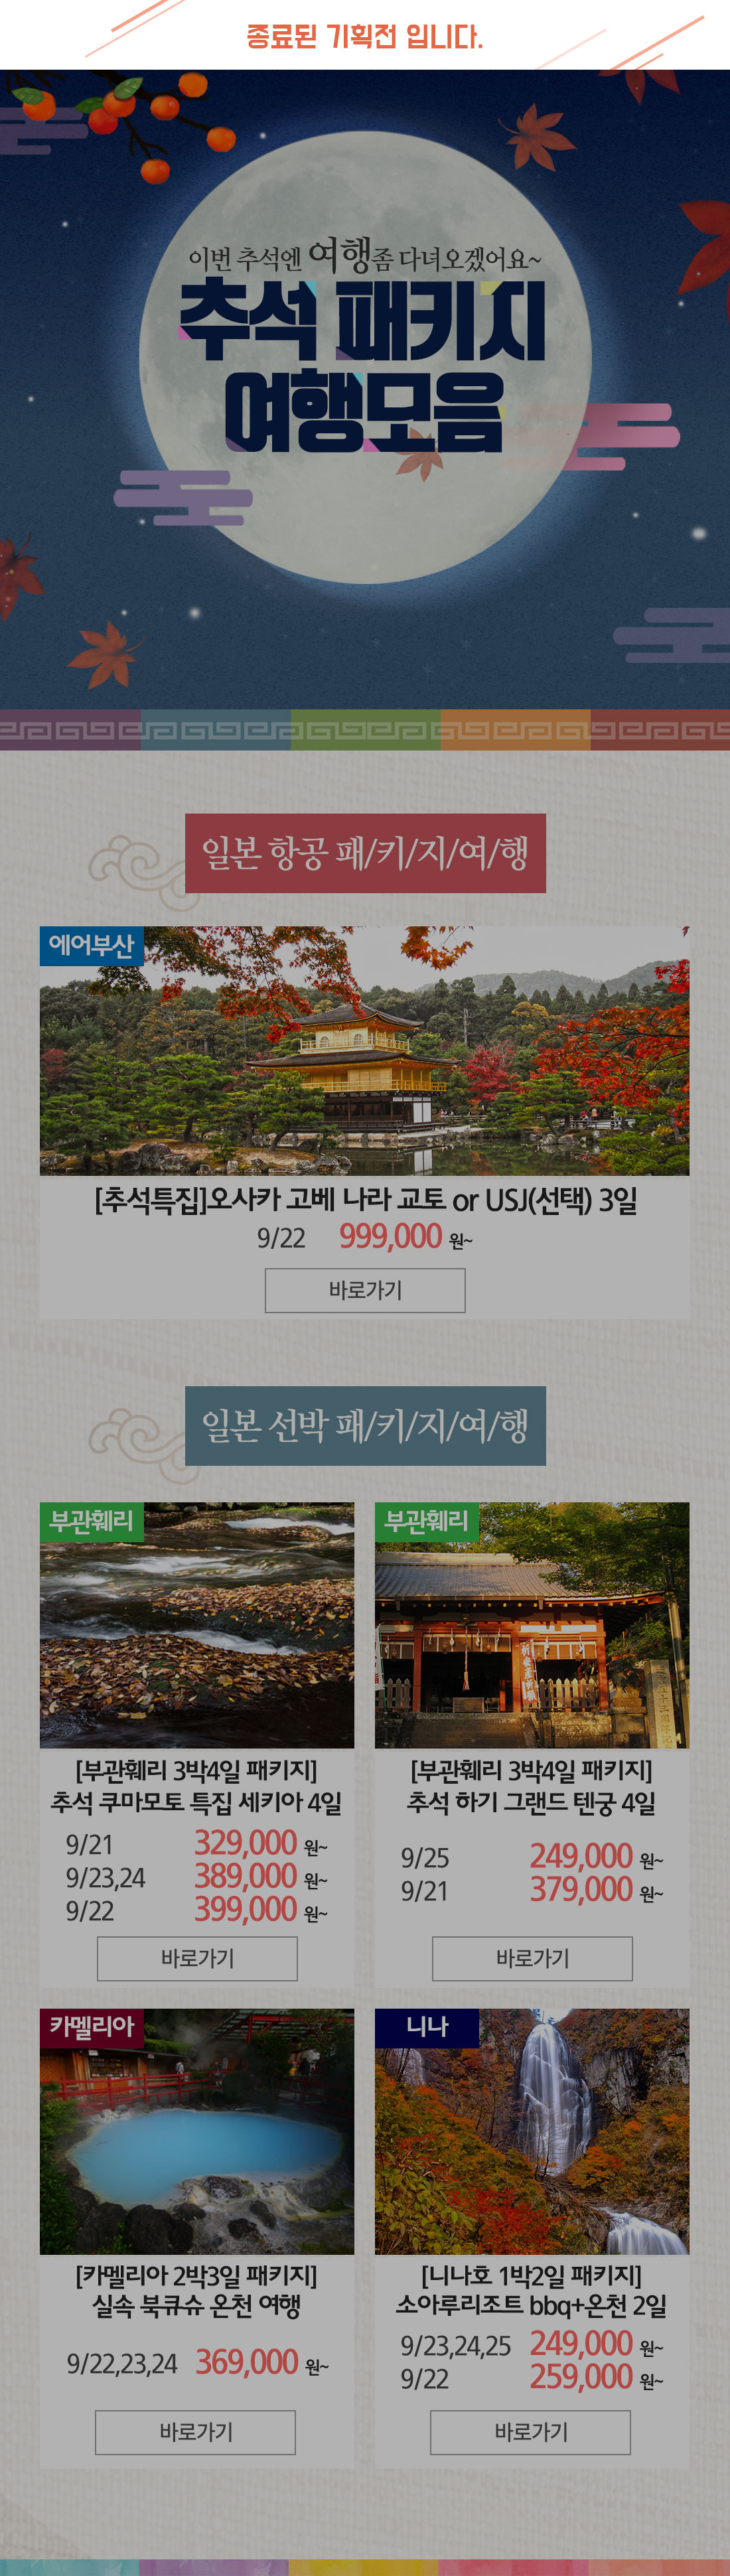 종료된 기획전 입니다.
이번 추석엔 여행좀 다녀오겠어요~
추석 패키지
여행모음
일본 항공 패/키/지/여/행
에어부산
[추석특집]오사카 고베 나라 교토 or USJ(선택) 3일
9/22 999,000 원~
바로가기
일본 선박 패/키/지/여/행
부관훼리
[부관훼리 3박4일 패키지]
추석 쿠마모토 특집 세키아 4일
9/21 329,000 원~
9/23,24 389,000 원~
9/22 399,000 원~
바로가기
부관훼리
[부관훼리 3박4일 패키지]
추석 하기 그랜드 텐궁 4일
9/25 249,000 원~
9/21 379,000 원~
바로가기
카멜리아
[카멜리아 2박3일 패키지]
실속 북큐슈 온천 여행
9/22,23,24 369,000 원~
바로가기
니나
[니나호 1박2일 패키지]
소아루리조트 bbq+온천 2일
9/23,24,25 249,000 원~
9/22 259,000 원~
바로가기